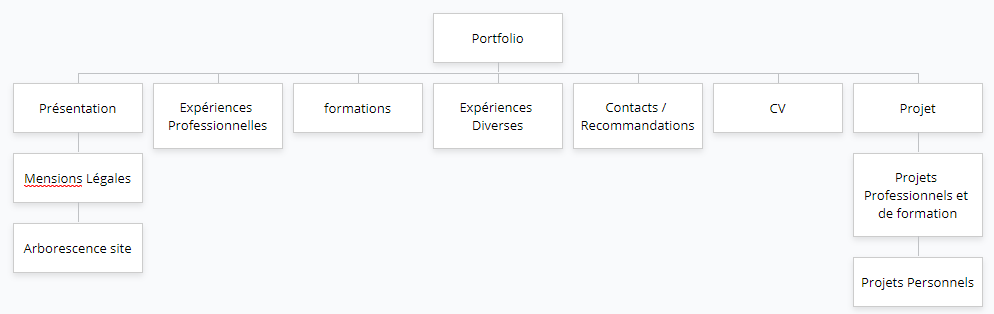 Portfolio
Présentation
Expériences
Professionnelles
formations
Expériences
Diverses
Contacts /
Recommandations
CV
Projet
Mensions Légales
Arborescence site
Projets
Professionnels et
de formation
Projets Personnels